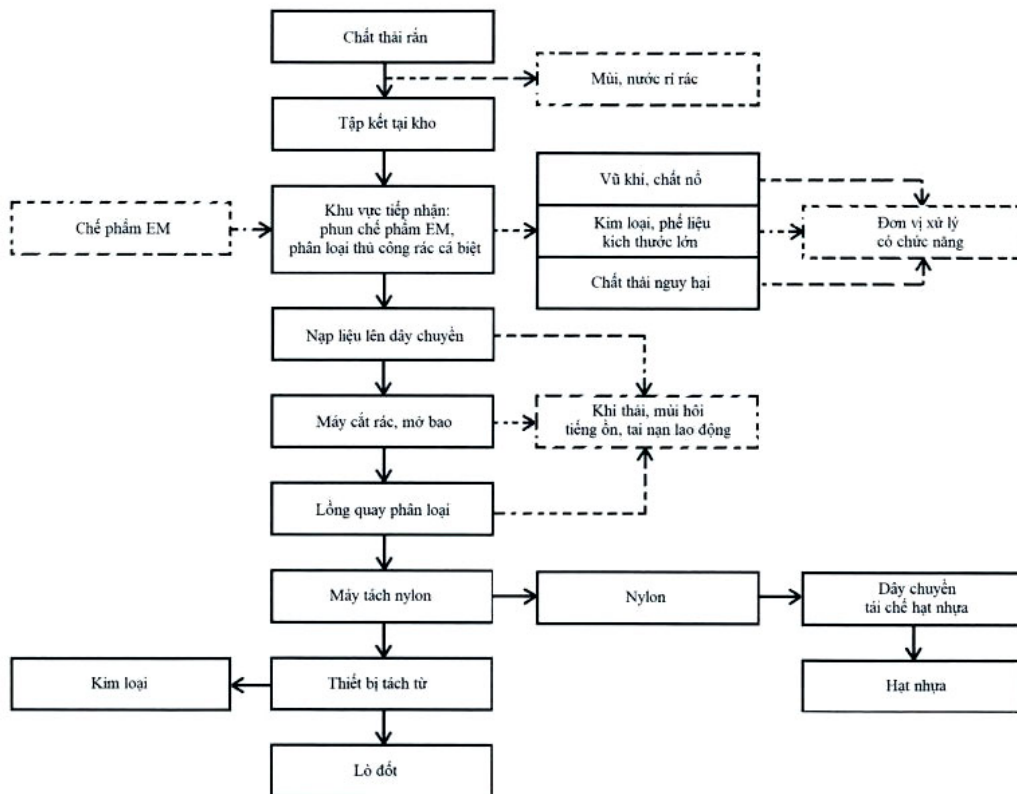 Chất thải rắn
Mùi, nước rỉ rác
Tập kết tại kho
Vũ khí, chất nổ
Chế phẩm EM
Khu vực tiếp nhận:
phun chế phẩm EM,
phân loại thủ công rác cá biệt
Kim loại, phế liệu
kích thước lớn
Đơn vị xử lý
có chức năng
Chất thải nguy hại
Nạp liệu lên dây chuyền
Máy cắt rác, mở bao
Khí thải, mùi hôi
tiếng ồn, tai nạn lao động
Lồng quay phân loại
Máy tách nylon
Nylon
Dây chuyền
tái chế hạt nhựa
Kim loại
Thiết bị tách từ
Hạt nhựa
Lò đốt